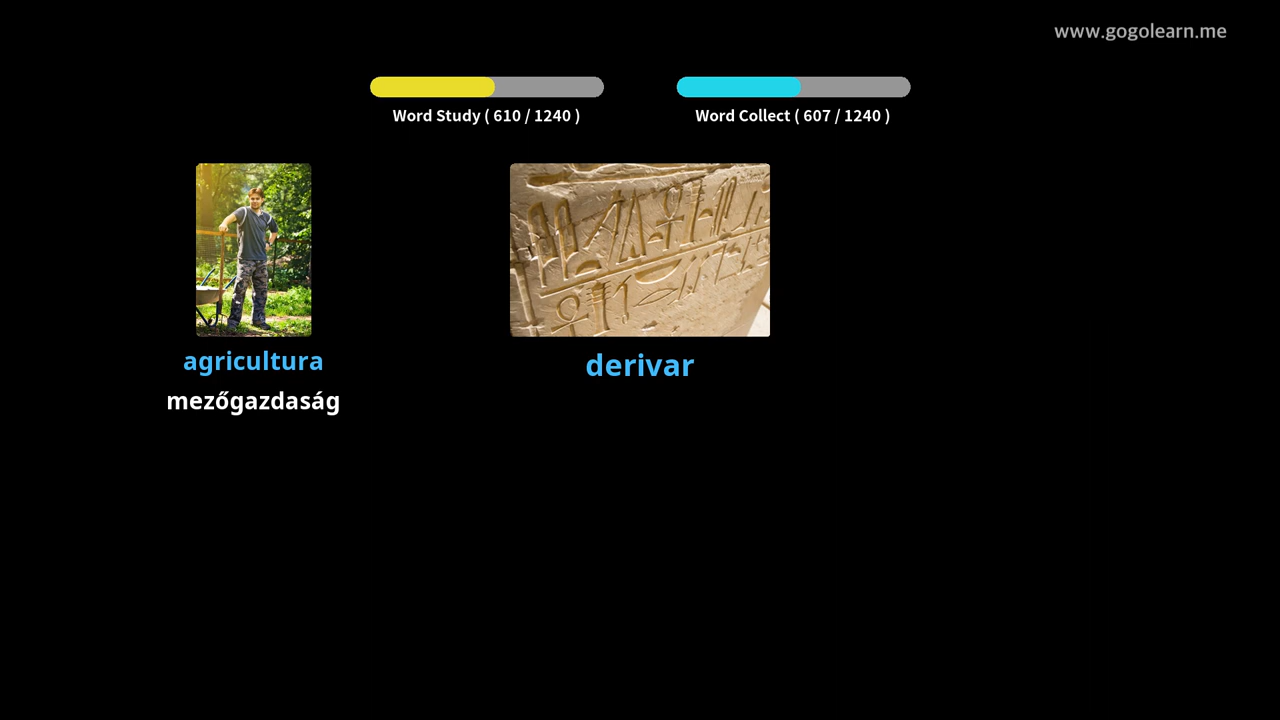 www.gogolearn.me
Word Study ( 610 / 1240 )
Word Collect ( 607 / 1240 )
agricultura
mezőgazdaság
derivar